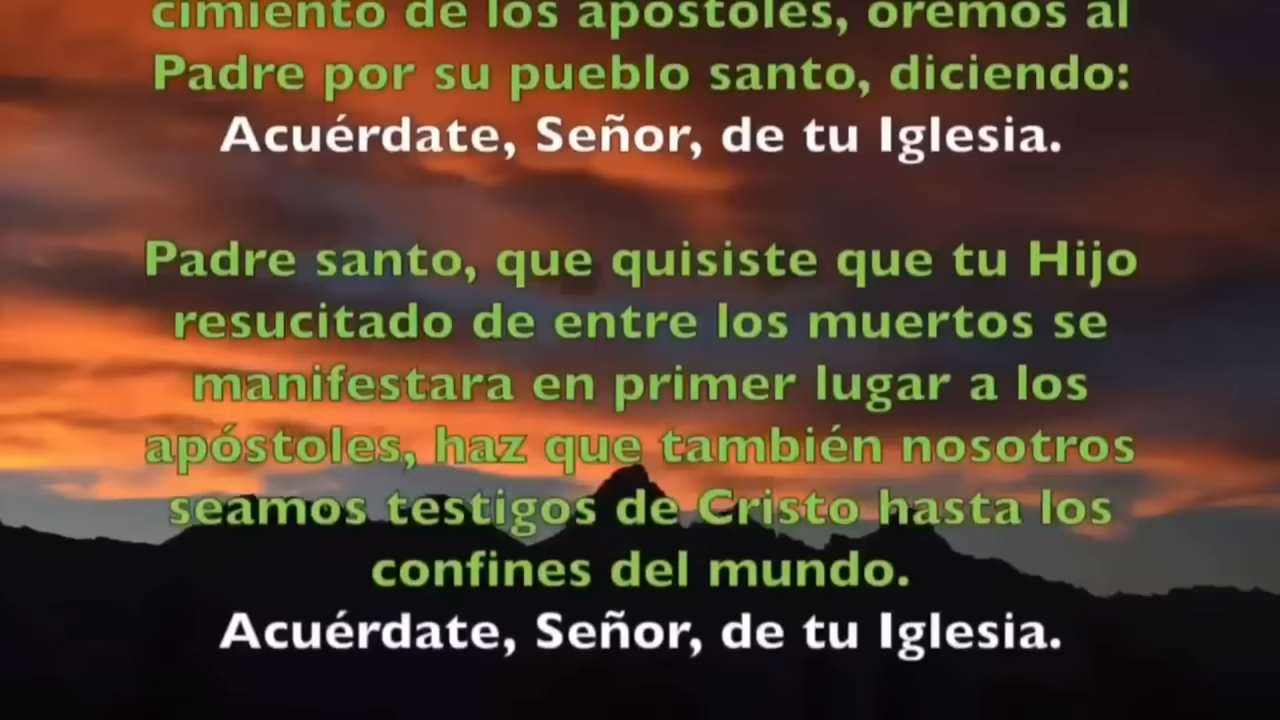 cimiento de los apóstoles, oremos al
Padre por su pueblo santo, diciendo:
Acuérdate, Señor, de tu Iglesia.
Padre santo, que quisiste que tu Hijo
resucitado de entre los muertos se
manifestara en primer lugar a los
apóstoles, haz que también nosotros
seamos testigos de Cristo hasta los
confines del mundo.
Acuérdate, Señor, de tu Iglesia.